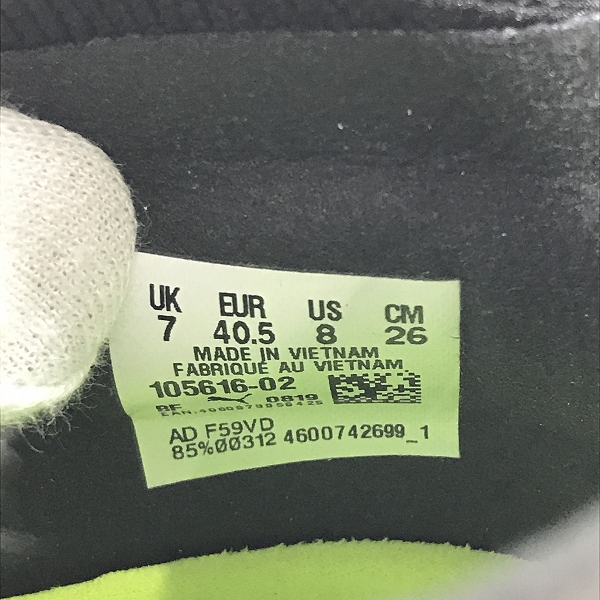 UK EUR US CM
7 40.5 8 26
MADE IN VIETNAM
FABRIQUÉ AU VIETNAM
105616-02
0819
AD F59VD
85%00312 4600742699_1